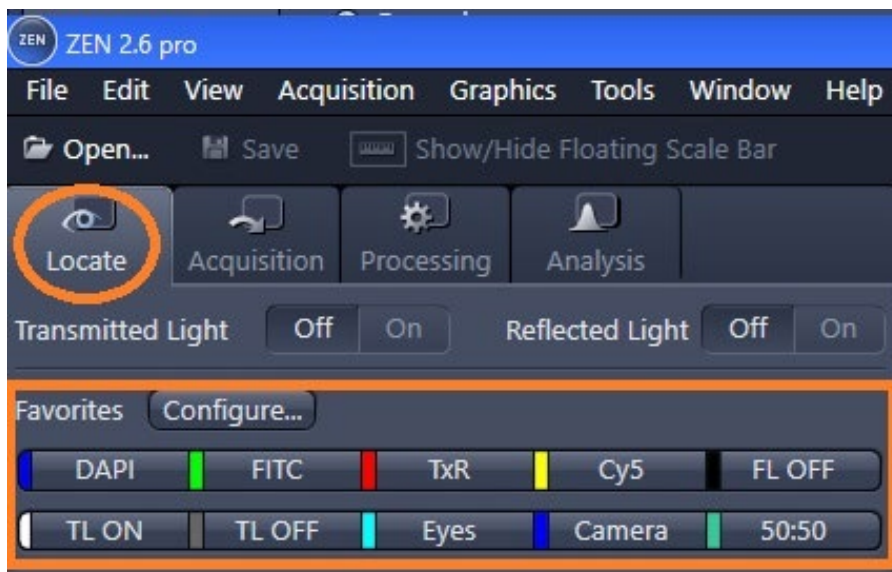 ZEN ZEN 2.6 pro
File Edit View Acquisition Graphics Tools Window Help
Open... Save Show/Hide Floating Scale Bar
Locate Acquisition Processing Analysis
Transmitted Light Off On Reflected Light Off On
Favorites Configure...
DAPI FITC TxR Cy5 FL OFF
TL ON TL OFF Eyes Camera 50:50